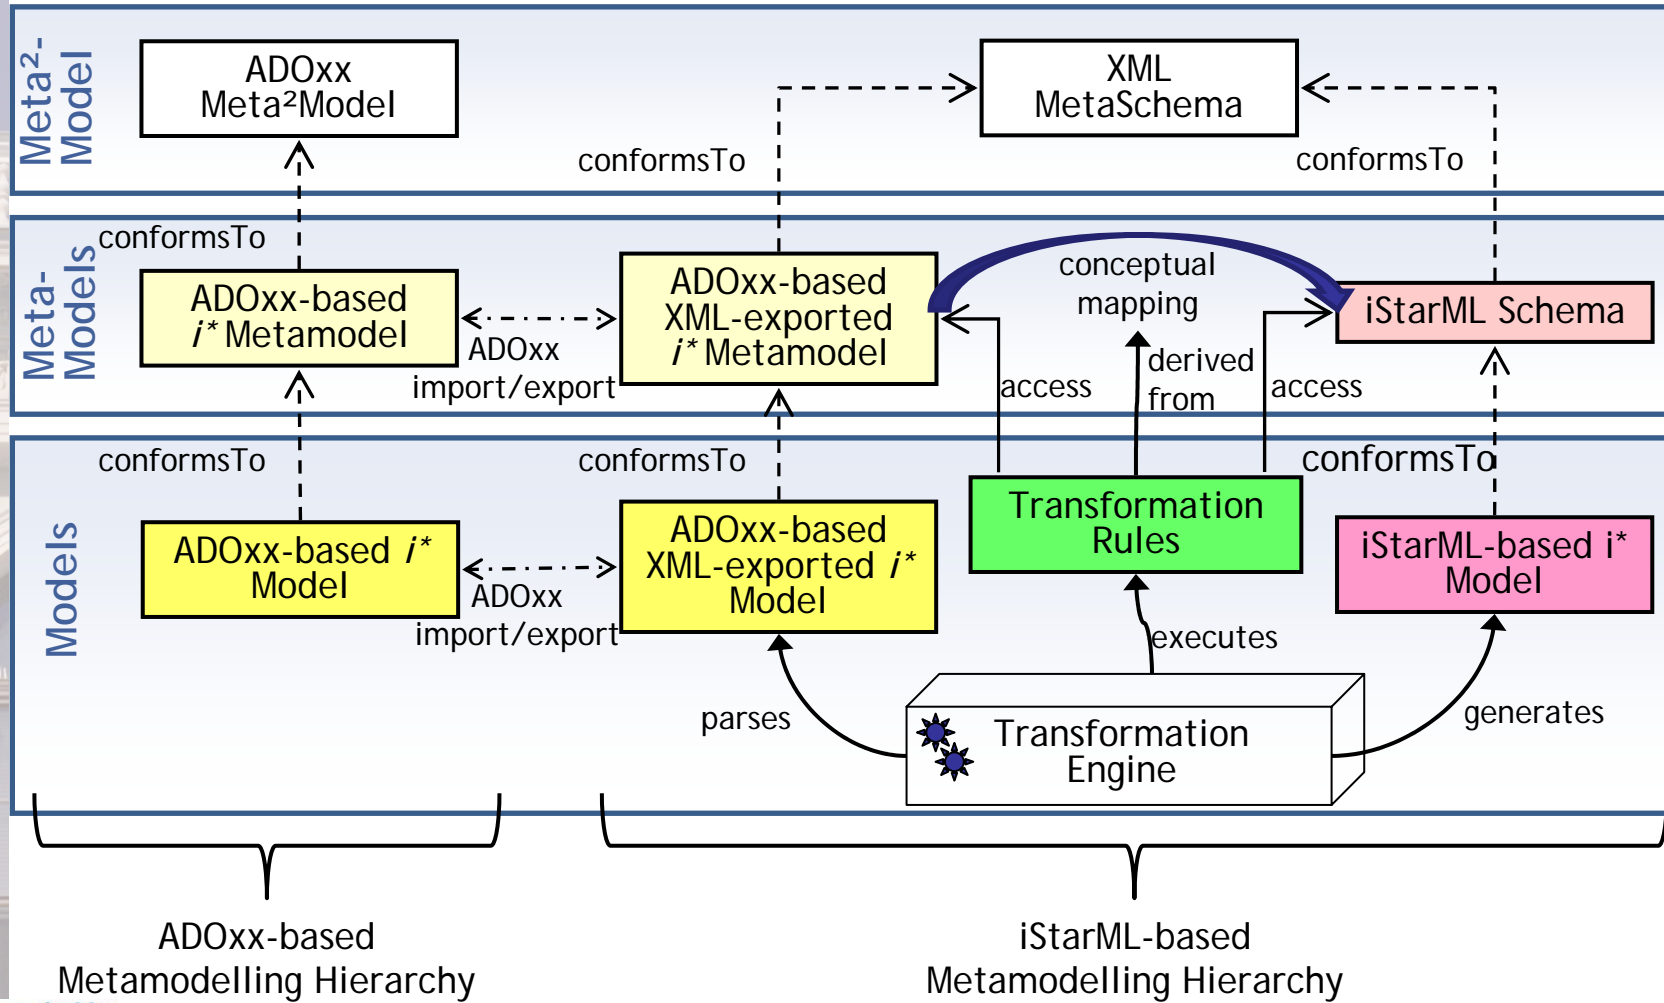 Meta²-
Model
ADOxx
Meta²Model
XML
MetaSchema
conformsTo
conformsTo
Meta-
Models
conformsTo
ADOxx-based
i* Metamodel
ADOxx
import/export
ADOxx-based
XML-exported
i* Metamodel
conceptual
mapping
iStarML Schema
access
derived
from
access
Models
conformsTo
conformsTo
conformsTo
ADOxx-based i*
Model
ADOxx
import/export
ADOxx-based
XML-exported i*
Model
Transformation
Rules
iStarML-based i*
Model
executes
parses
generates
Transformation
Engine
ADOxx-based
Metamodelling Hierarchy
iStarML-based
Metamodelling Hierarchy